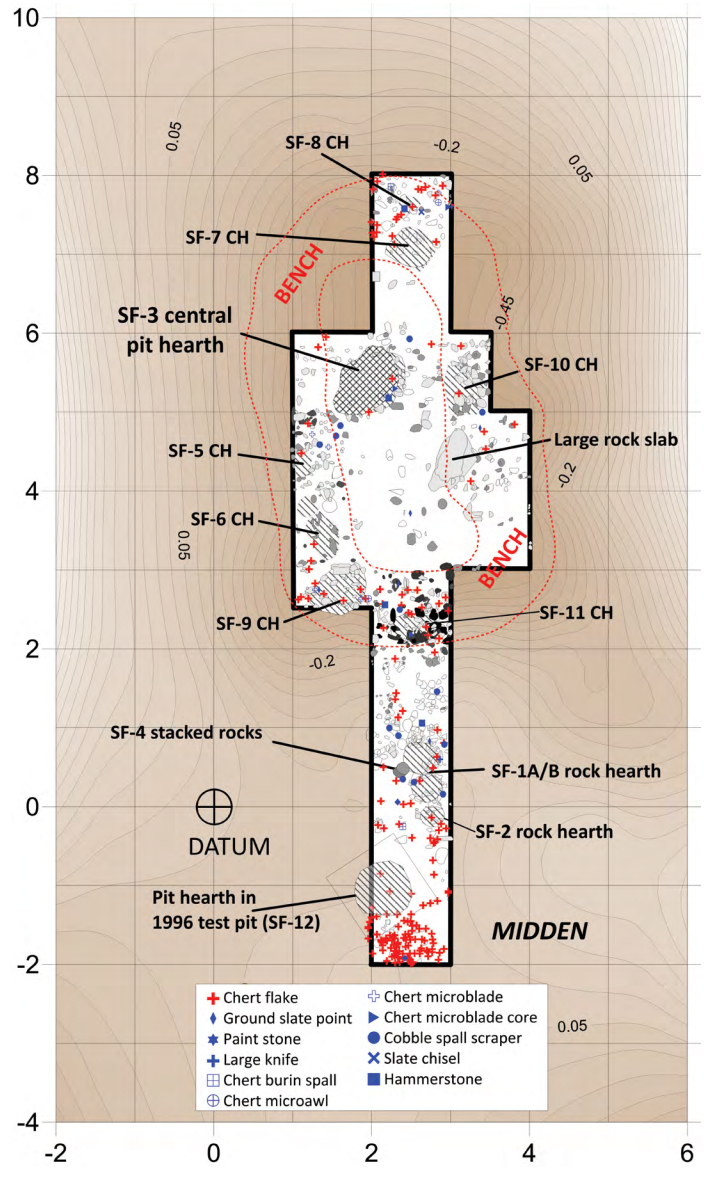 10
0.05
SF-8 CH
-0.2
0.05
8
SF-7 CH
BENCH
SF-3 central
pit hearth
-0.45
6
SF-10 CH
SF-5 CH
Large rock slab
-0.2
4
SF-6 CH
0.05
BENCH
SF-9 CH
SF-11 CH
2
-0.2
SF-4 stacked rocks
SF-1A/B rock hearth
0
DATUM
SF-2 rock hearth
Pit hearth in
1996 test pit (SF-12)
MIDDEN
-2
Chert flake
Ground slate point
Paint stone
Large knife
Chert burin spall
Chert microawl
Chert microblade
Chert microblade core
Cobble spall scraper
Slate chisel
Hammerstone
0.05
-4
-2 0 2 4 6